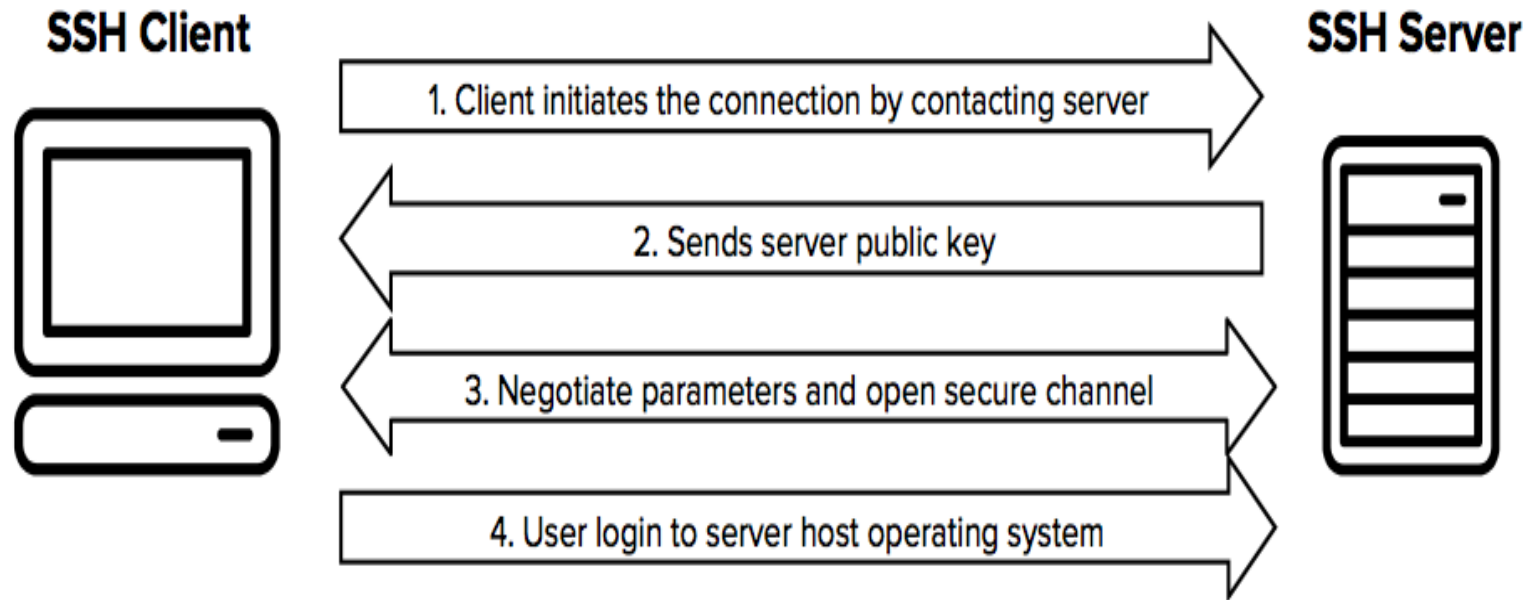 SSH Client
SSH Server
1. Client initiates the connection by contacting server
2. Sends server public key
3. Negotiate parameters and open secure channel
4. User login to server host operating system